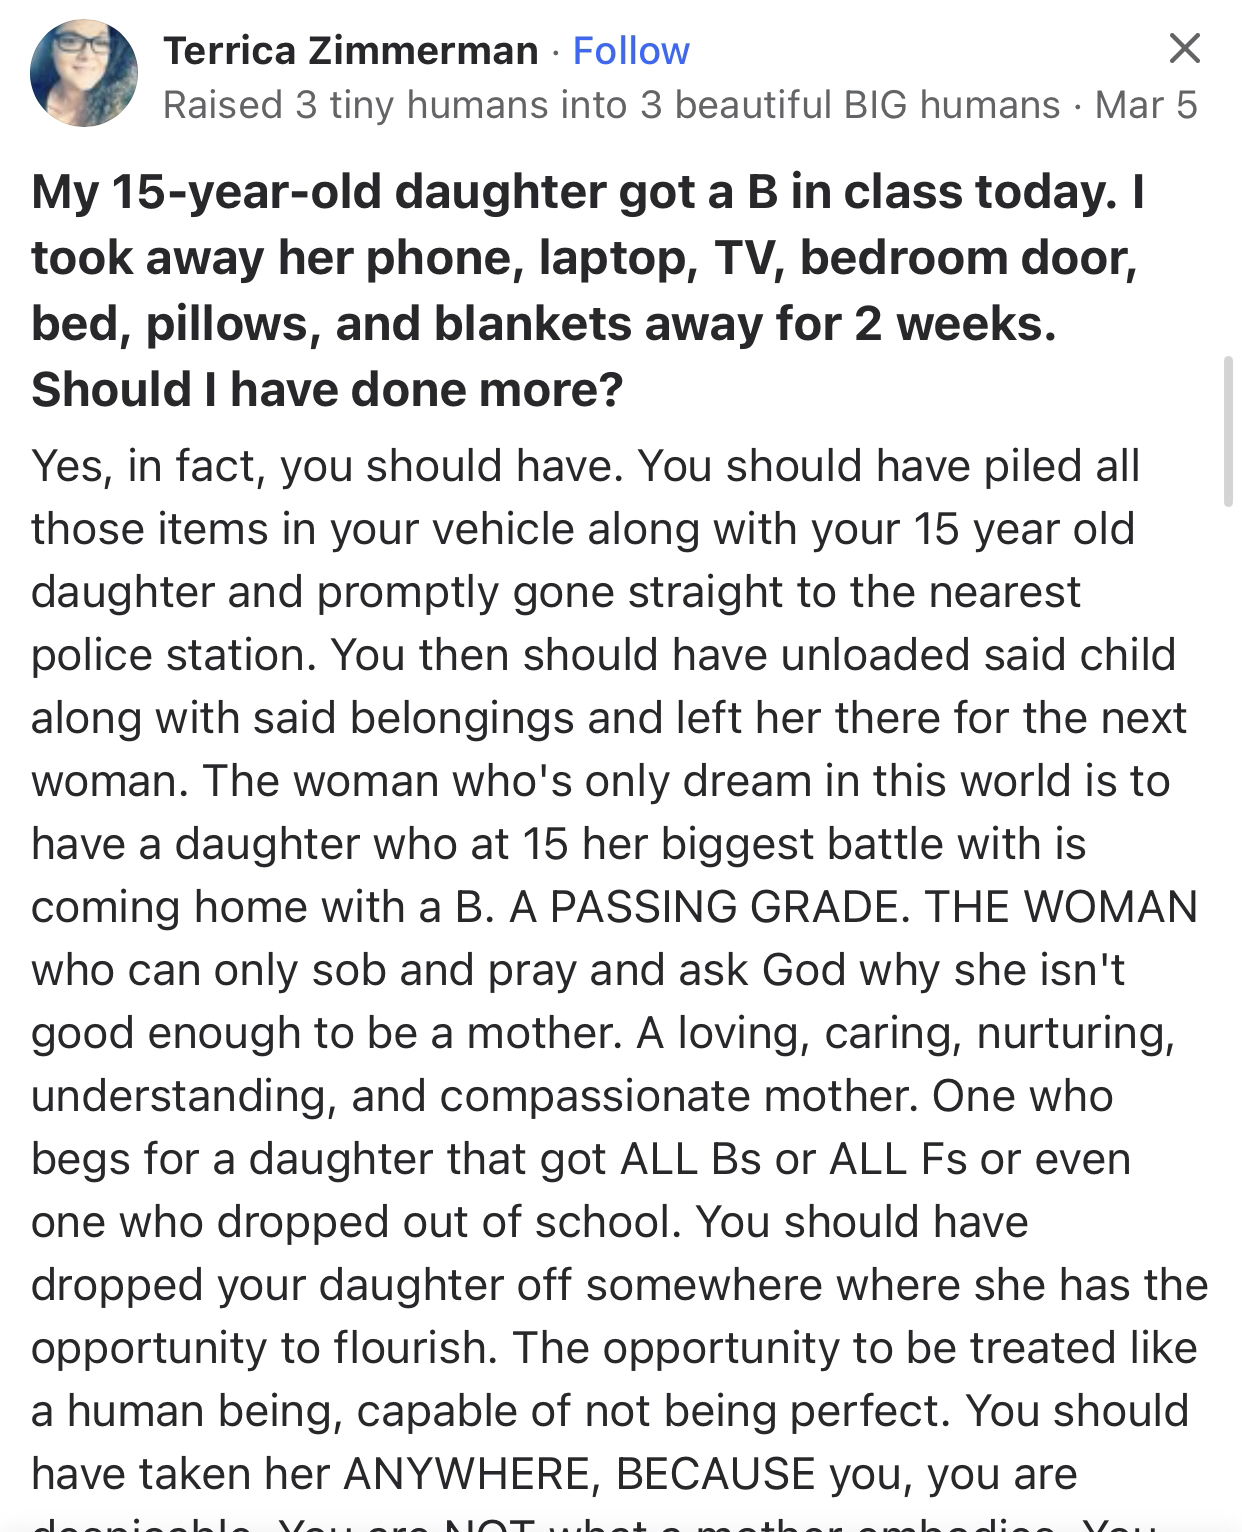 Terrica Zimmerman · Follow
Raised 3 tiny humans into 3 beautiful BIG humans · Mar 5
My 15-year-old daughter got a B in class today. I
took away her phone, laptop, TV, bedroom door,
bed, pillows, and blankets away for 2 weeks.
Should I have done more?
Yes, in fact, you should have. You should have piled all
those items in your vehicle along with your 15 year old
daughter and promptly gone straight to the nearest
police station. You then should have unloaded said child
along with said belongings and left her there for the next
woman. The woman who's only dream in this world is to
have a daughter who at 15 her biggest battle with is
coming home with a B. A PASSING GRADE. THE WOMAN
who can only sob and pray and ask God why she isn't
good enough to be a mother. A loving, caring, nurturing,
understanding, and compassionate mother. One who
begs for a daughter that got ALL Bs or ALL Fs or even
one who dropped out of school. You should have
dropped your daughter off somewhere where she has the
opportunity to flourish. The opportunity to be treated like
a human being, capable of not being perfect. You should
have taken her ANYWHERE, BECAUSE you, you are
despicable. You are NOT what a mother embodies. You